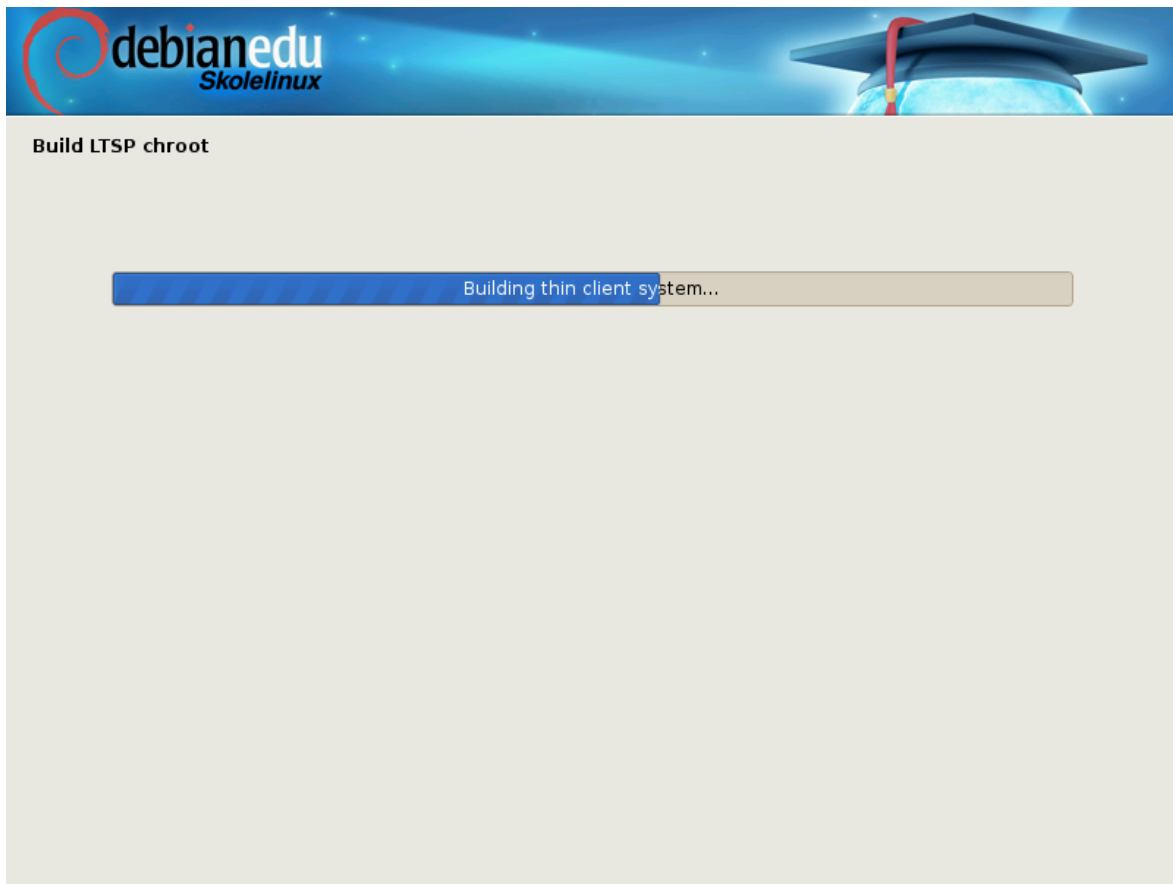 debianedu
Skolelinux
Build LTSP chroot
Building thin client system...